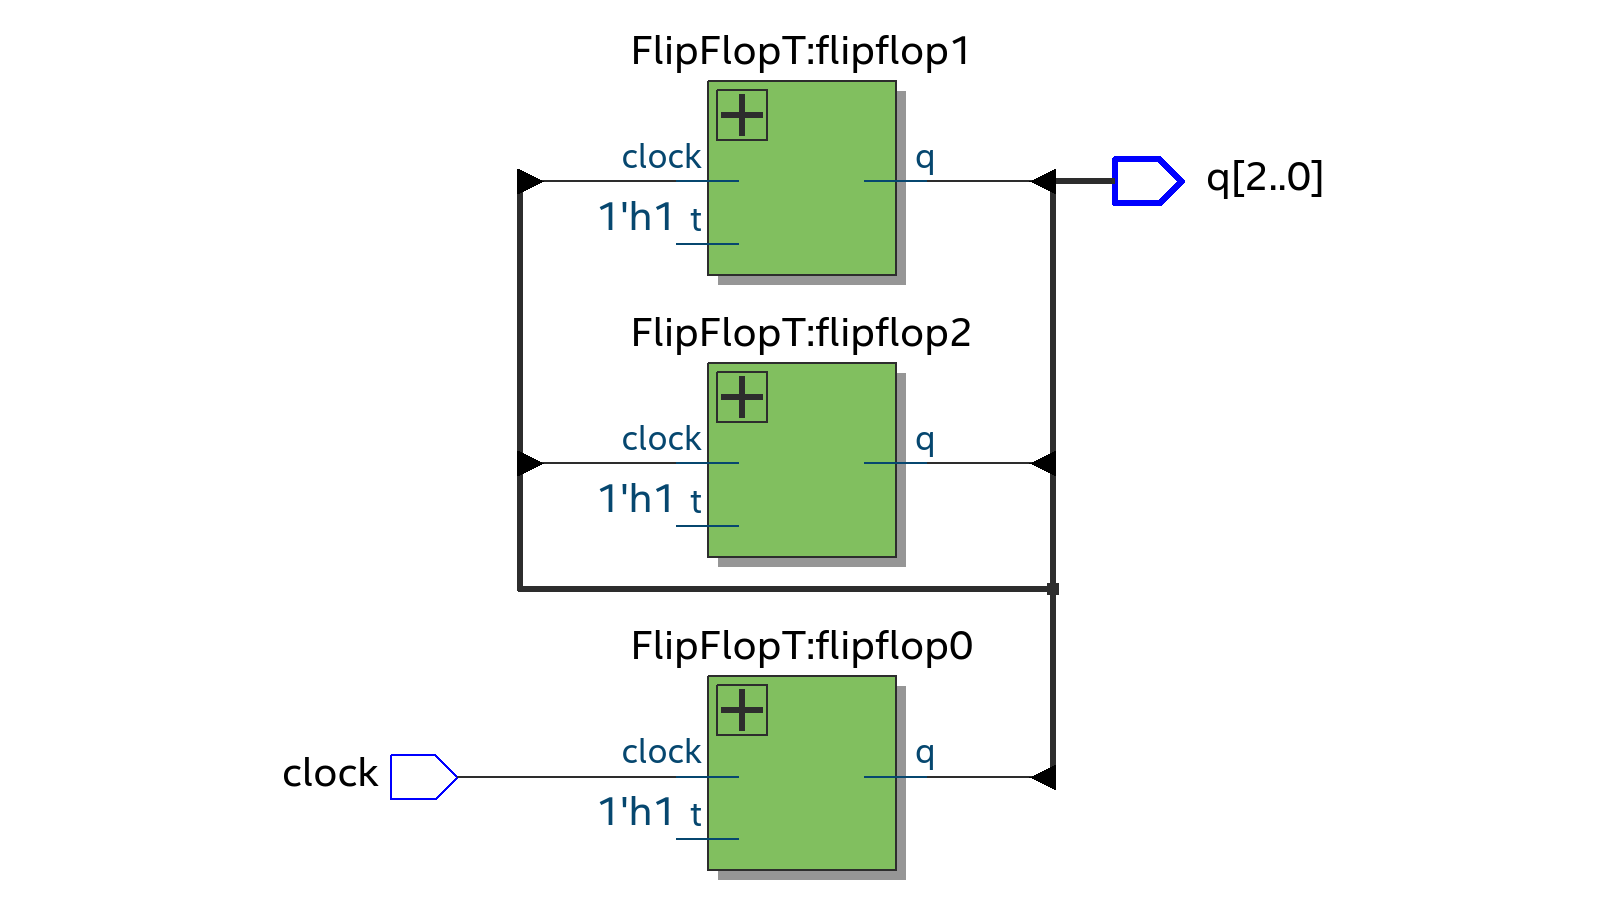 FlipFlopT:flipflop1
clock
q
1'h1 t
q[2..0]
FlipFlopT:flipflop2
clock
q
1'h1 t
FlipFlopT:flipflop0
clock
q
clock
1'h1 t